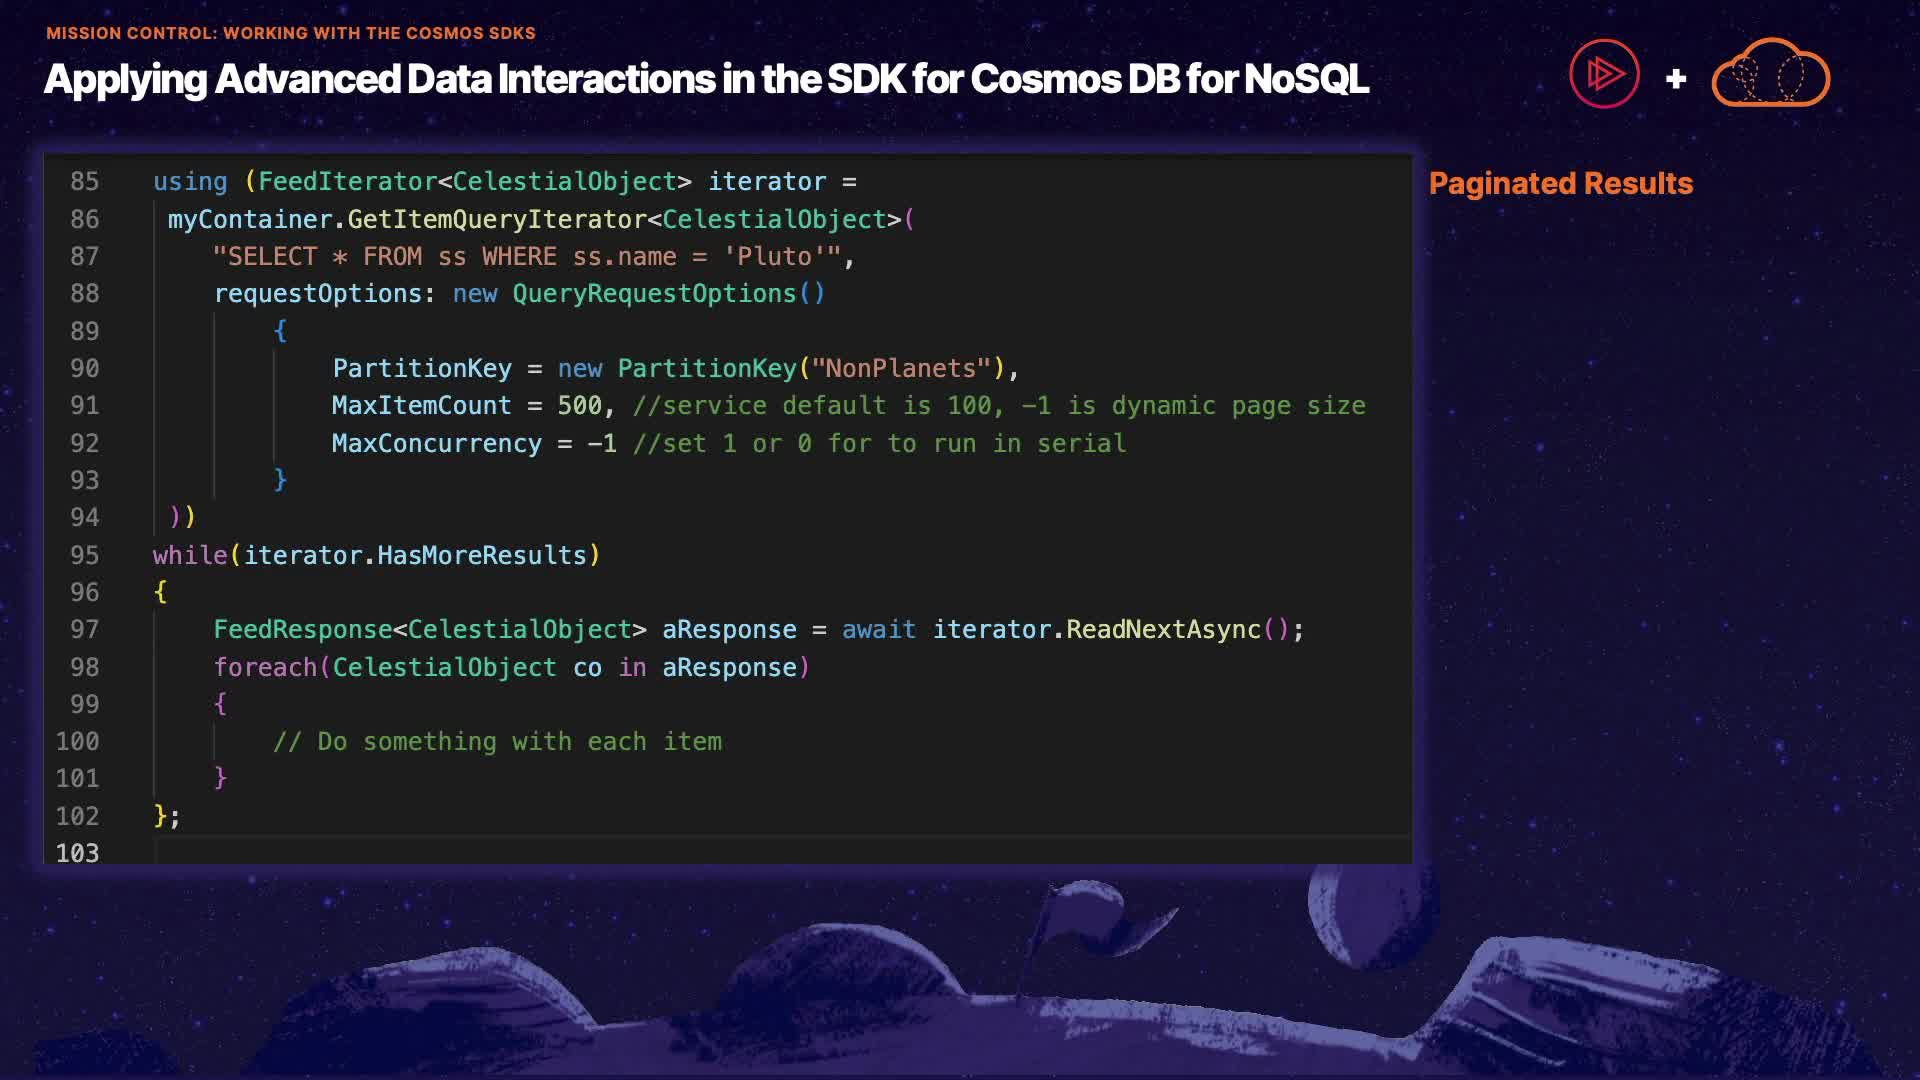 MISSION CONTROL: WORKING WITH THE COSMOS SDKS
Applying Advanced Data Interactions in the SDK for Cosmos DB for NoSQL
+
Paginated Results
85 using (FeedIterator<CelestialObject> iterator =
86 myContainer.GetItemQueryIterator<CelestialObject>(
87 "SELECT * FROM ss WHERE ss.name = 'Pluto'",
88 requestOptions: new QueryRequestOptions()
89 {
90 PartitionKey = new PartitionKey("NonPlanets"),
91 MaxItemCount = 500, //service default is 100, -1 is dynamic page size
92 MaxConcurrency = -1 //set 1 or 0 for to run in serial
93 }
94 ))
95 while(iterator.HasMoreResults)
96 {
97 FeedResponse<CelestialObject> aResponse = await iterator.ReadNextAsync();
98 foreach(CelestialObject co in aResponse)
99 {
100 // Do something with each item
101 }
102 };
103